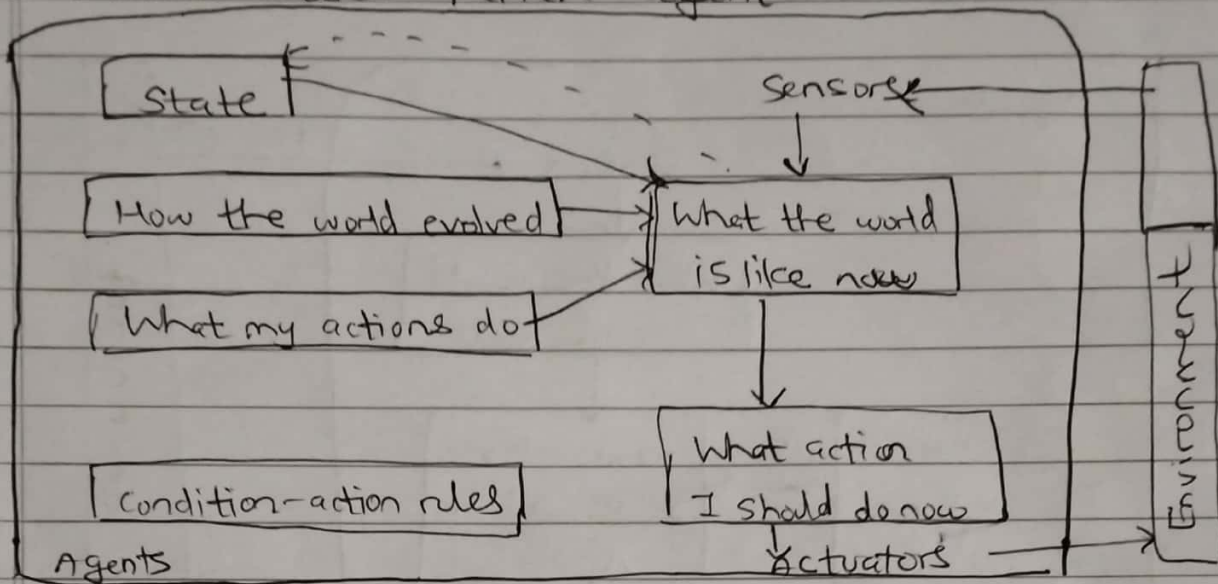 State
Sensors
How the world evolved
What the world
is like now
What my actions do
What action
I should do now
Condition-action rules
Actuators
Agents